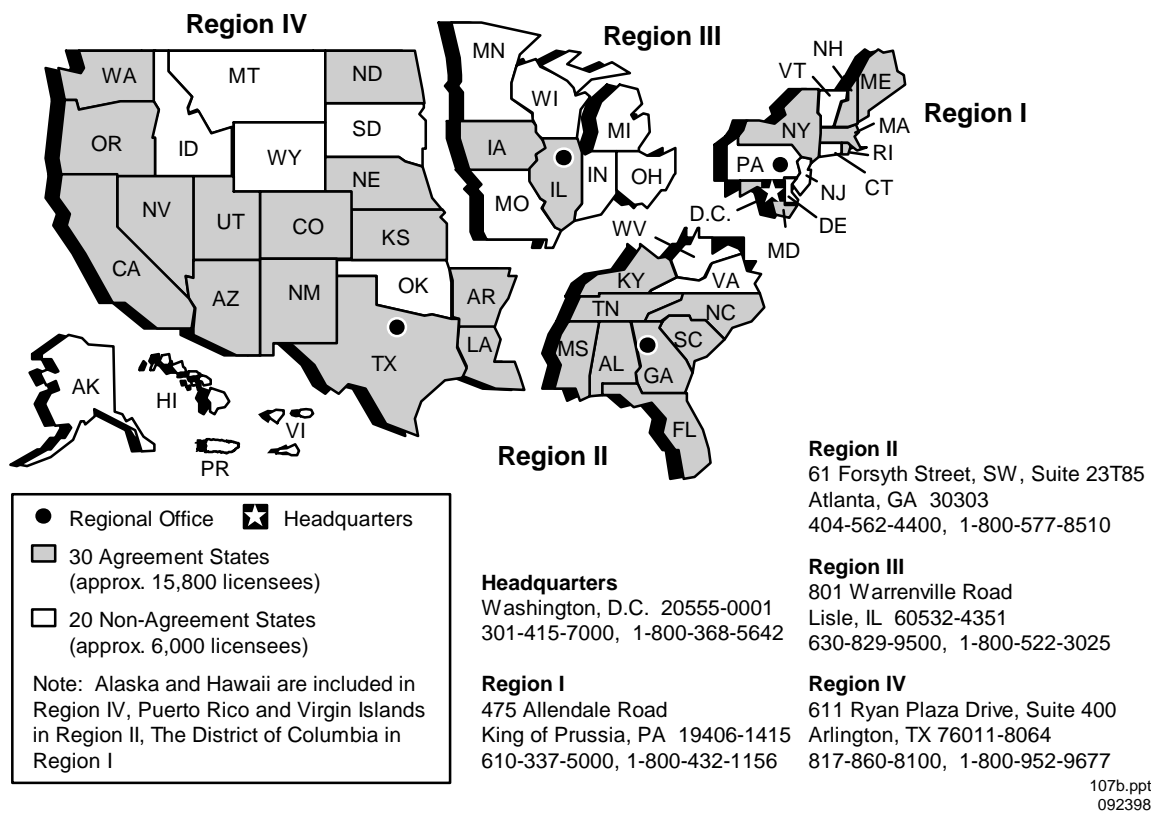 Region IV
Region III
Region I
WA
MT
ND
OR
ID
SD
WY
NE
NV
UT
CO
KS
CA
AZ
NM
OK
TX
AR
LA
AK
HI
PR
VI
MN
WI
MI
IA
IL
IN
OH
MO
NH
VT
ME
NY
MA
RI
CT
PA
NJ
DE
D.C.
MD
WV
VA
KY
TN
NC
SC
MS
AL
GA
FL
Region II
Regional Office
Headquarters
30 Agreement States
(approx. 15,800 licensees)
20 Non-Agreement States
(approx. 6,000 licensees)
Note: Alaska and Hawaii are included in
Region IV, Puerto Rico and Virgin Islands
in Region II, The District of Columbia in
Region I
Headquarters
Washington, D.C. 20555-0001
301-415-7000, 1-800-368-5642
Region I
475 Allendale Road
King of Prussia, PA 19406-1415
610-337-5000, 1-800-432-1156
Region II
61 Forsyth Street, SW, Suite 23T85
Atlanta, GA 30303
404-562-4400, 1-800-577-8510
Region III
801 Warrenville Road
Lisle, IL 60532-4351
630-829-9500, 1-800-522-3025
Region IV
611 Ryan Plaza Drive, Suite 400
Arlington, TX 76011-8064
817-860-8100, 1-800-952-9677
107b.ppt
092398